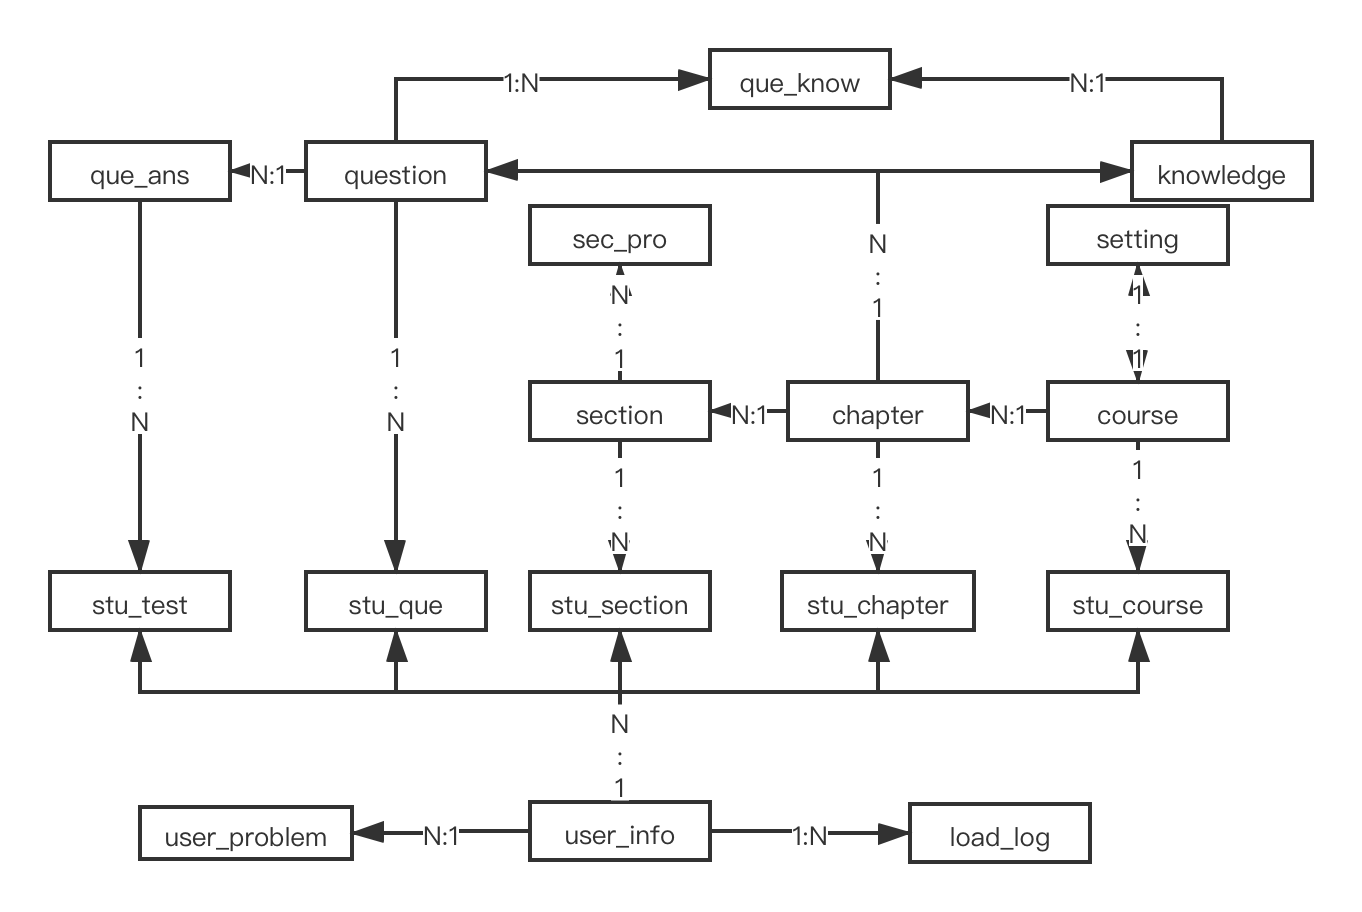 1:N
que_know
N:1
que_ans
N:1
question
knowledge
sec_pro
N
:
1
setting
N
:
1
1
:
1
1
:
N
1
:
N
section
N:1
chapter
N:1
course
1
:
N
1
:
N
1
:
N
stu_test
stu_que
stu_section
stu_chapter
stu_course
N
:
1
user_problem
N:1
user_info
1:N
load_log